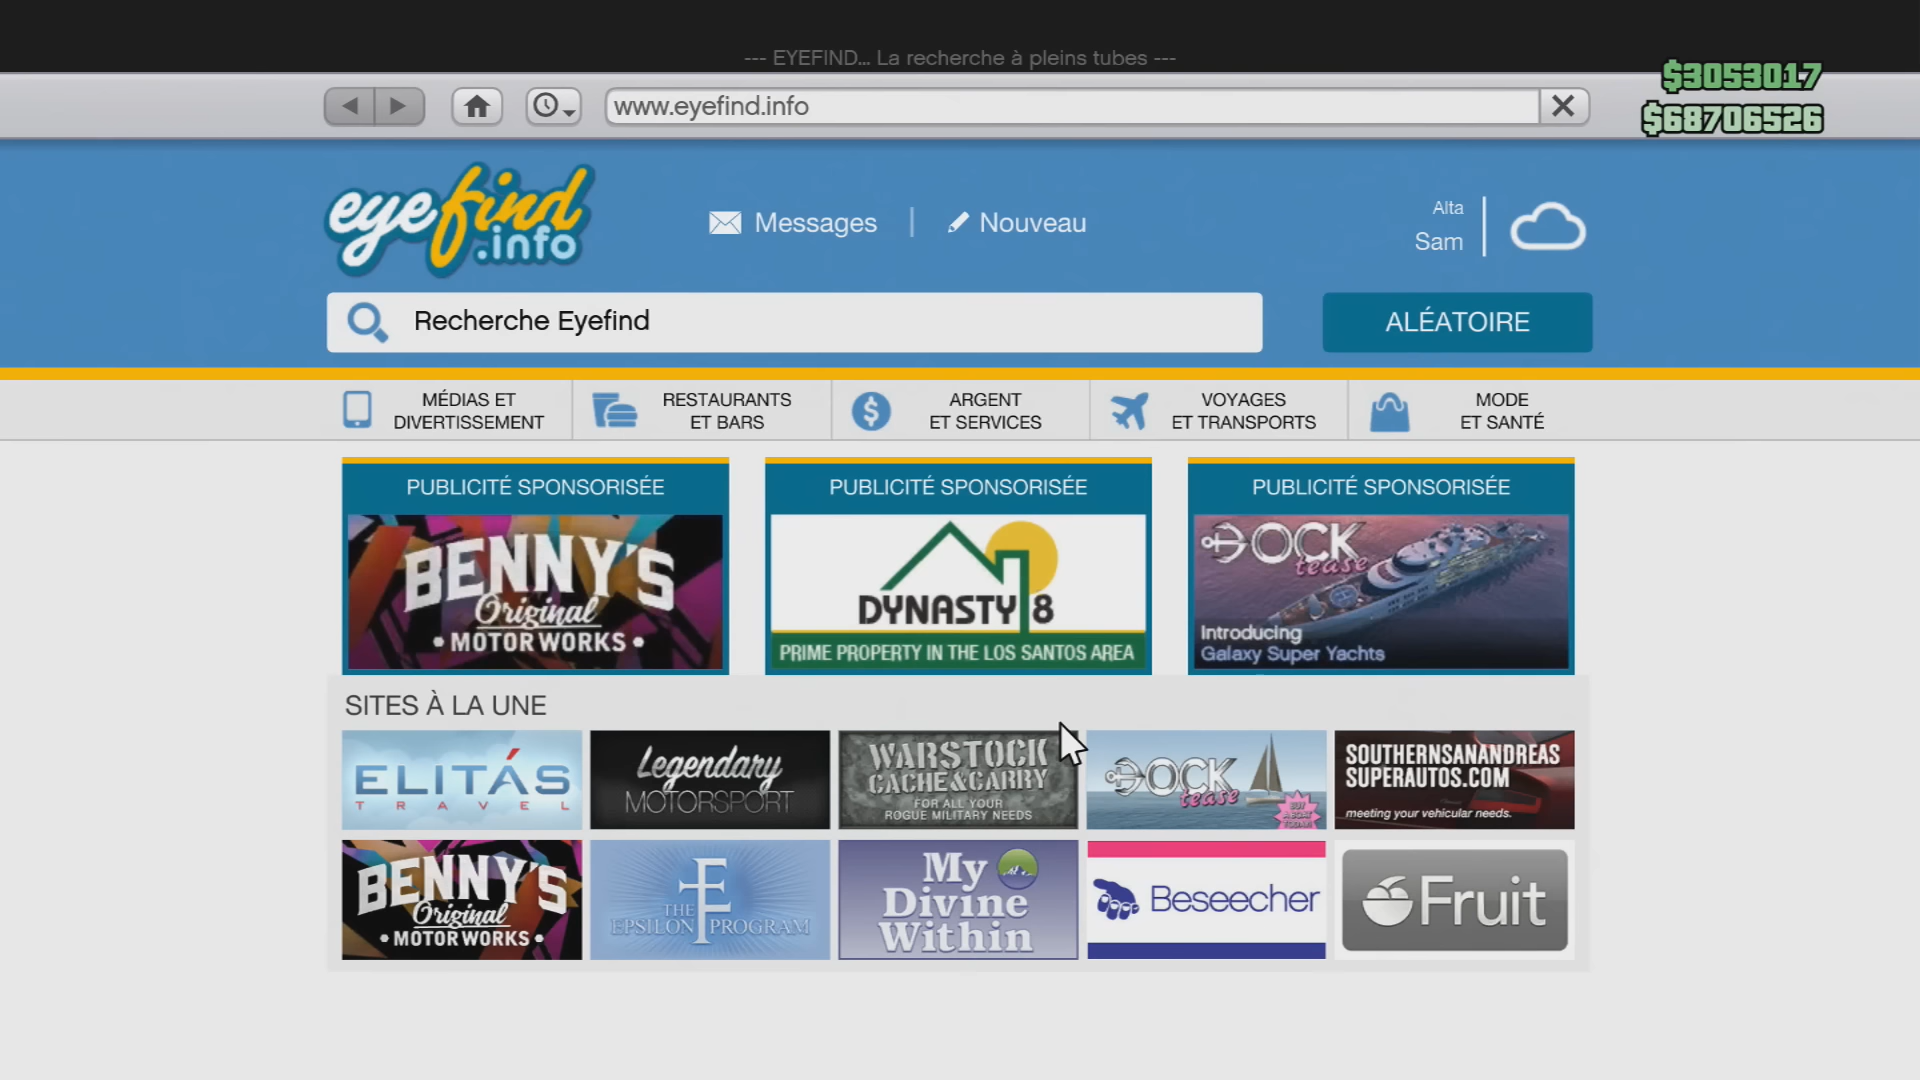 --- EYEFIND... La recherche à pleins tubes ---
$3053017
www.eyefind.info
$68706526
eyefind.info
Messages
Nouveau
Alta
Sam
Recherche Eyefind
ALÉATOIRE
MÉDIAS ET
DIVERTISSEMENT
RESTAURANTS
ET BARS
ARGENT
ET SERVICES
VOYAGES
ET TRANSPORTS
MODE
ET SANTÉ
PUBLICITÉ SPONSORISÉE
BENNY'S
Original
MOTOR WORKS
PUBLICITÉ SPONSORISÉE
DYNASTY 8
PRIME PROPERTY IN THE LOS SANTOS AREA
PUBLICITÉ SPONSORISÉE
DOCK
tease
Introducing
Galaxy Super Yachts
SITES À LA UNE
ELITÁS
TRAVEL
Legendary
MOTORSPORT
WARSTOCK
CACHE & CARRY
FOR ALL YOUR
ROGUE MILITARY NEEDS
DOCK
tease
BUY
A BOAT
TODAY!
SOUTHERNSANANDREAS
SUPERAUTOS.COM
meeting your vehicular needs.
BENNY'S
Original
MOTOR WORKS
THE
EPSILON PROGRAM
My
Divine
Within
Beseecher
Fruit